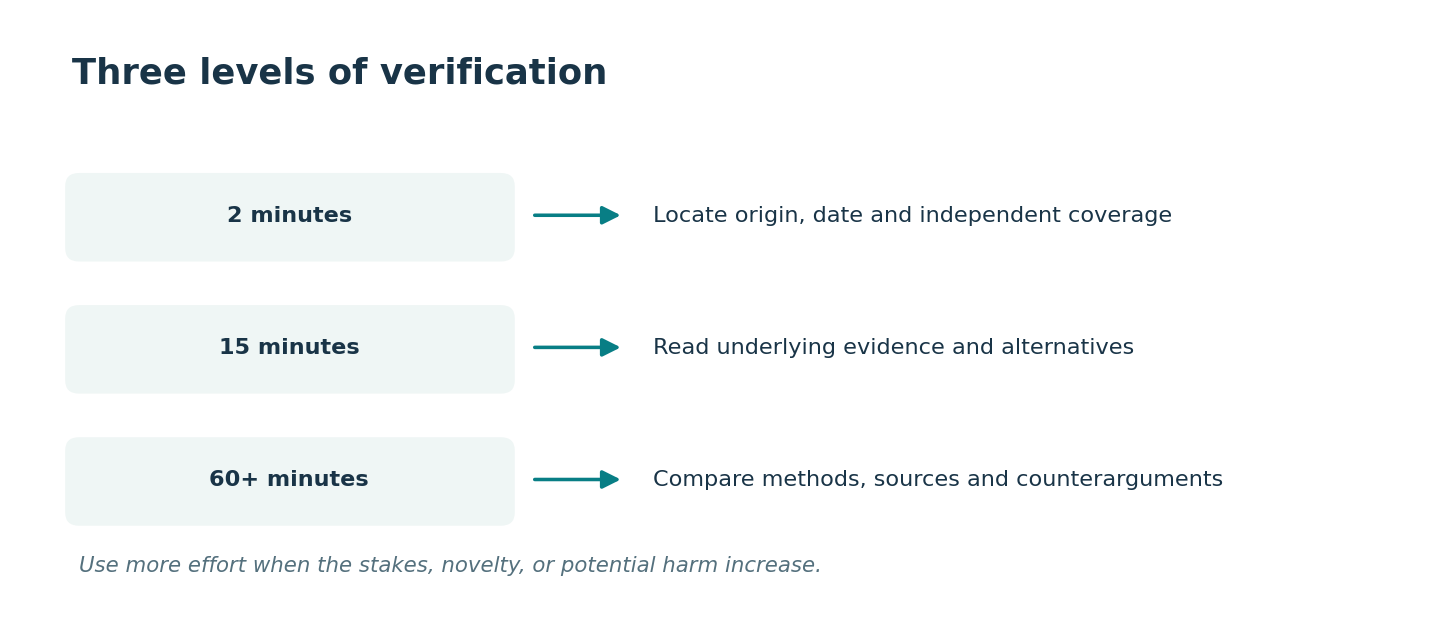 Three levels of verification
2 minutes
Locate origin, date and independent coverage
15 minutes
Read underlying evidence and alternatives
60+ minutes
Compare methods, sources and counterarguments
Use more effort when the stakes, novelty, or potential harm increase.